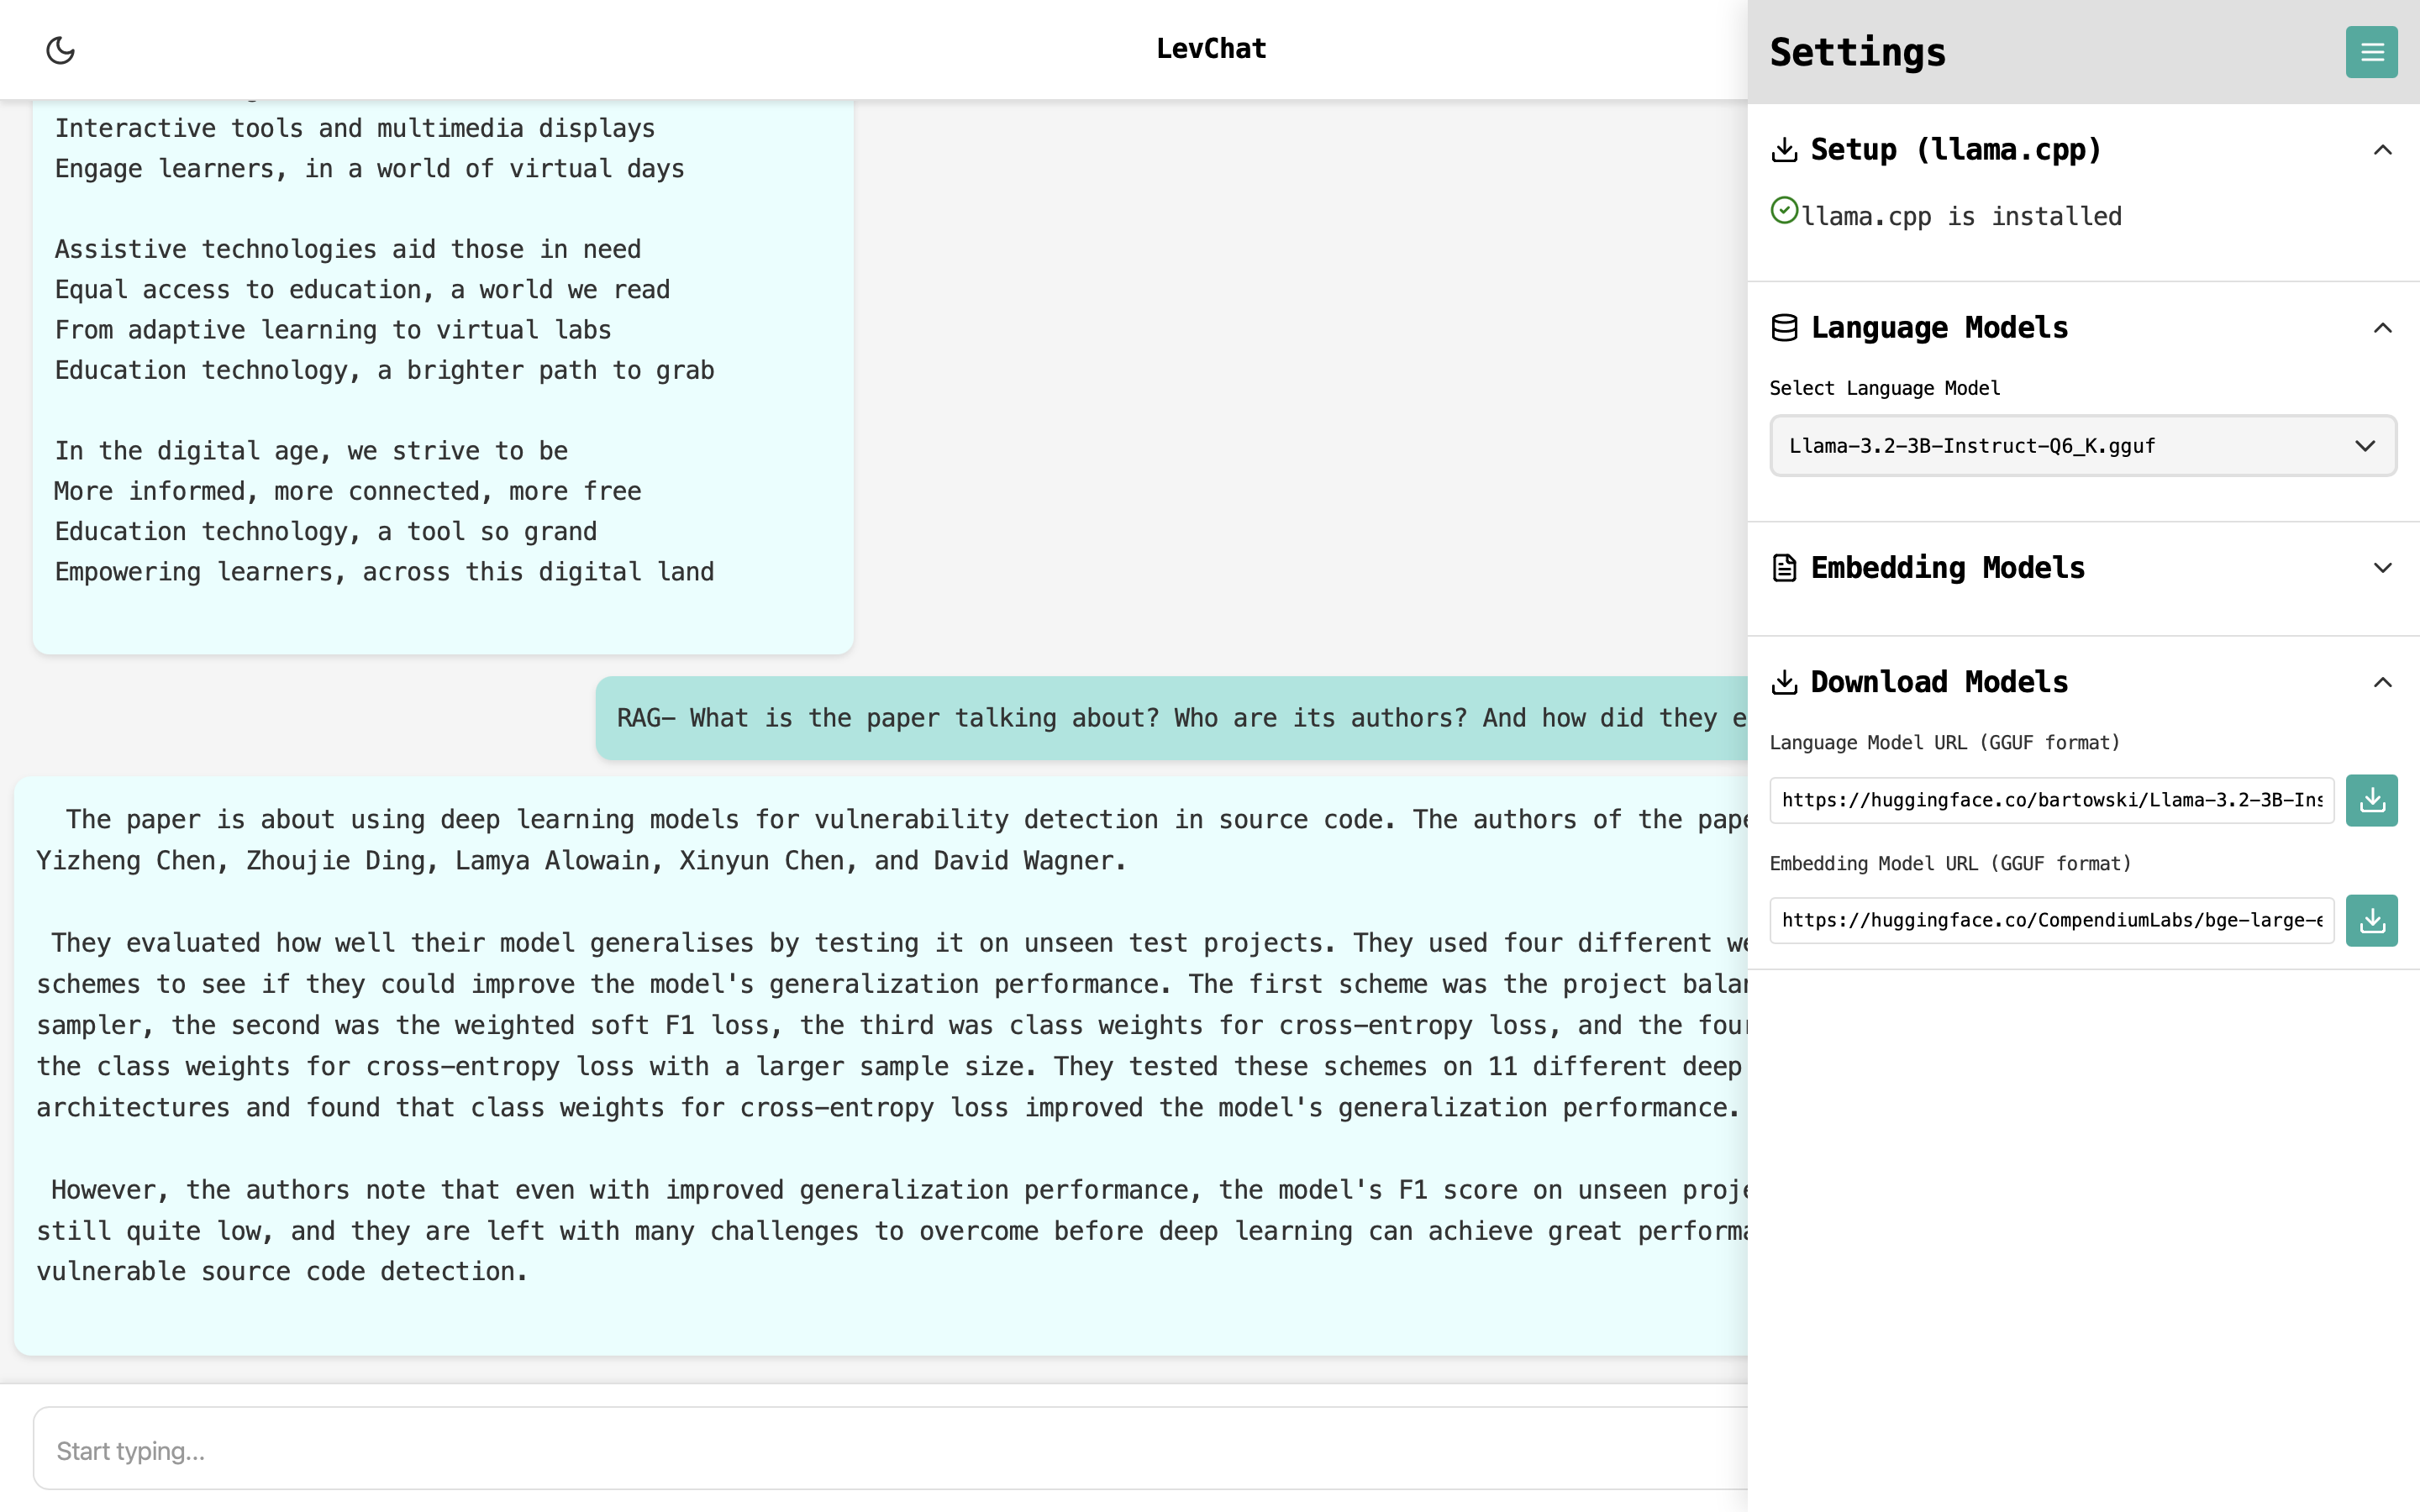 LevChat
Interactive tools and multimedia displays
Engage learners, in a world of virtual days
Assistive technologies aid those in need
Equal access to education, a world we read
From adaptive learning to virtual labs
Education technology, a brighter path to grab
In the digital age, we strive to be
More informed, more connected, more free
Education technology, a tool so grand
Empowering learners, across this digital land
RAG- What is the paper talking about? Who are its authors? And how did they e
The paper is about using deep learning models for vulnerability detection in source code. The authors of the pape
Yizheng Chen, Zhoujie Ding, Lamya Alowain, Xinyun Chen, and David Wagner.
They evaluated how well their model generalises by testing it on unseen test projects. They used four different we
schemes to see if they could improve the model's generalization performance. The first scheme was the project balan
sampler, the second was the weighted soft F1 loss, the third was class weights for cross-entropy loss, and the four
the class weights for cross-entropy loss with a larger sample size. They tested these schemes on 11 different deep
architectures and found that class weights for cross-entropy loss improved the model's generalization performance.
However, the authors note that even with improved generalization performance, the model's F1 score on unseen proje
still quite low, and they are left with many challenges to overcome before deep learning can achieve great performa
vulnerable source code detection.
Start typing...
Settings
Setup (llama.cpp)
llama.cpp is installed
Language Models
Select Language Model
Llama-3.2-3B-Instruct-Q6_K.gguf
Embedding Models
Download Models
Language Model URL (GGUF format)
https://huggingface.co/bartowski/Llama-3.2-3B-Ins
Embedding Model URL (GGUF format)
https://huggingface.co/CompendiumLabs/bge-large-e